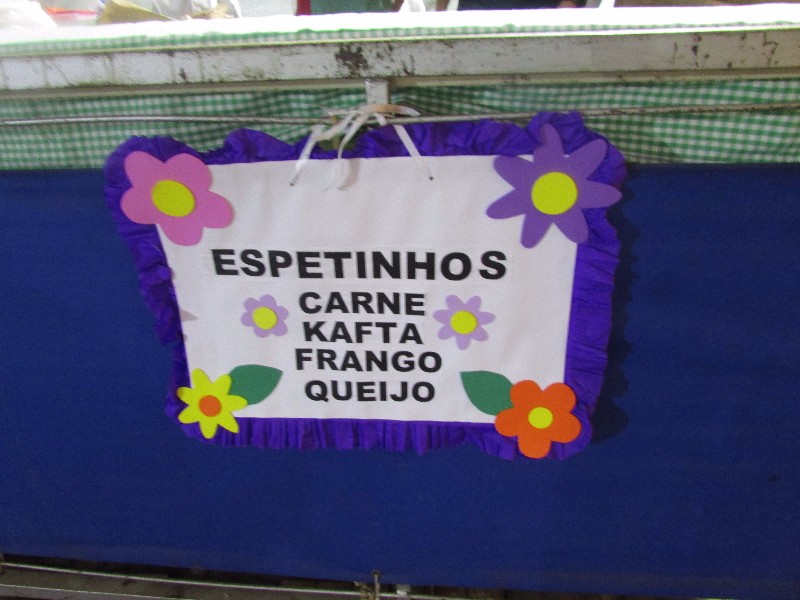 ESPETINHOS
CARNE
KAFTA
FRANGO
QUEIJO